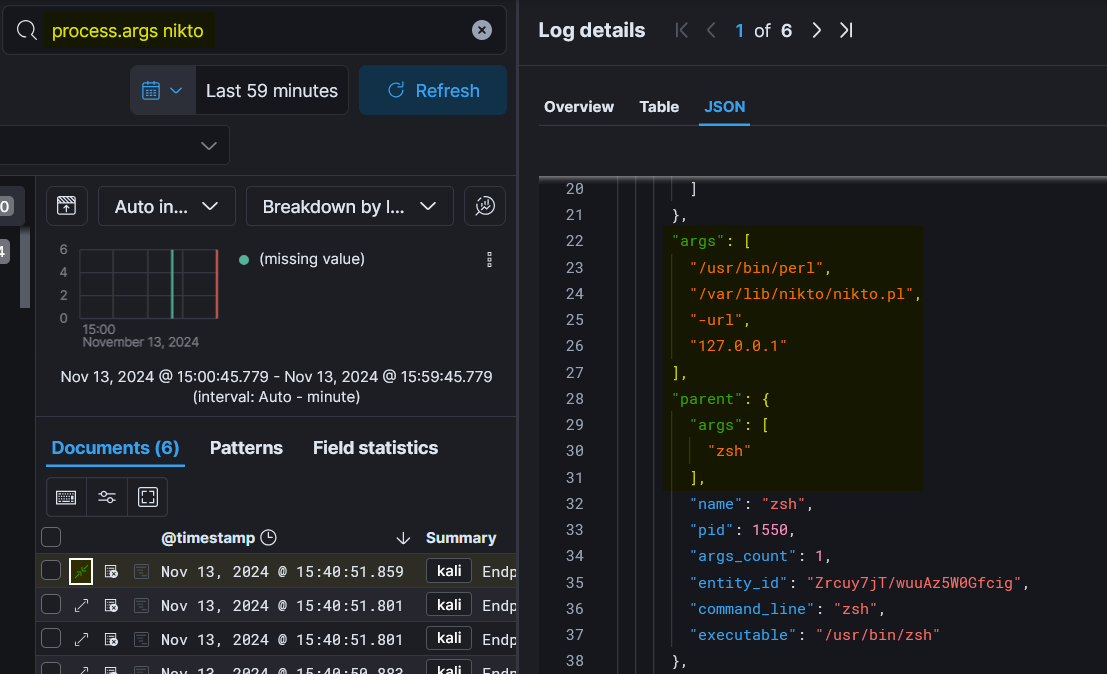 process.args nikto
Last 59 minutes
Refresh
0
4
Auto in...
Breakdown by l...
6
4
2
0
15:00
November 13, 2024
(missing value)
Nov 13, 2024 @ 15:00:45.779 - Nov 13, 2024 @ 15:59:45.779
(interval: Auto - minute)
Documents (6)
Patterns
Field statistics
@timestamp
Summary
Nov 13, 2024 @ 15:40:51.859 kali Endp
Nov 13, 2024 @ 15:40:51.801 kali Endp
Nov 13, 2024 @ 15:40:51.801 kali Endp
Nov 13, 2024 @ 15:40:50.883 kali Endp
Log details
1 of 6
Overview
Table
JSON
20 ]
21 },
22 "args": [
23 "/usr/bin/perl",
24 "/var/lib/nikto/nikto.pl",
25 "-url",
26 "127.0.0.1"
27 ],
28 "parent": {
29 "args": [
30 "zsh"
31 ],
32 "name": "zsh",
33 "pid": 1550,
34 "args_count": 1,
35 "entity_id": "Zrcuy7jT/wuuAz5W0Gfcig",
36 "command_line": "zsh",
37 "executable": "/usr/bin/zsh"
38 },